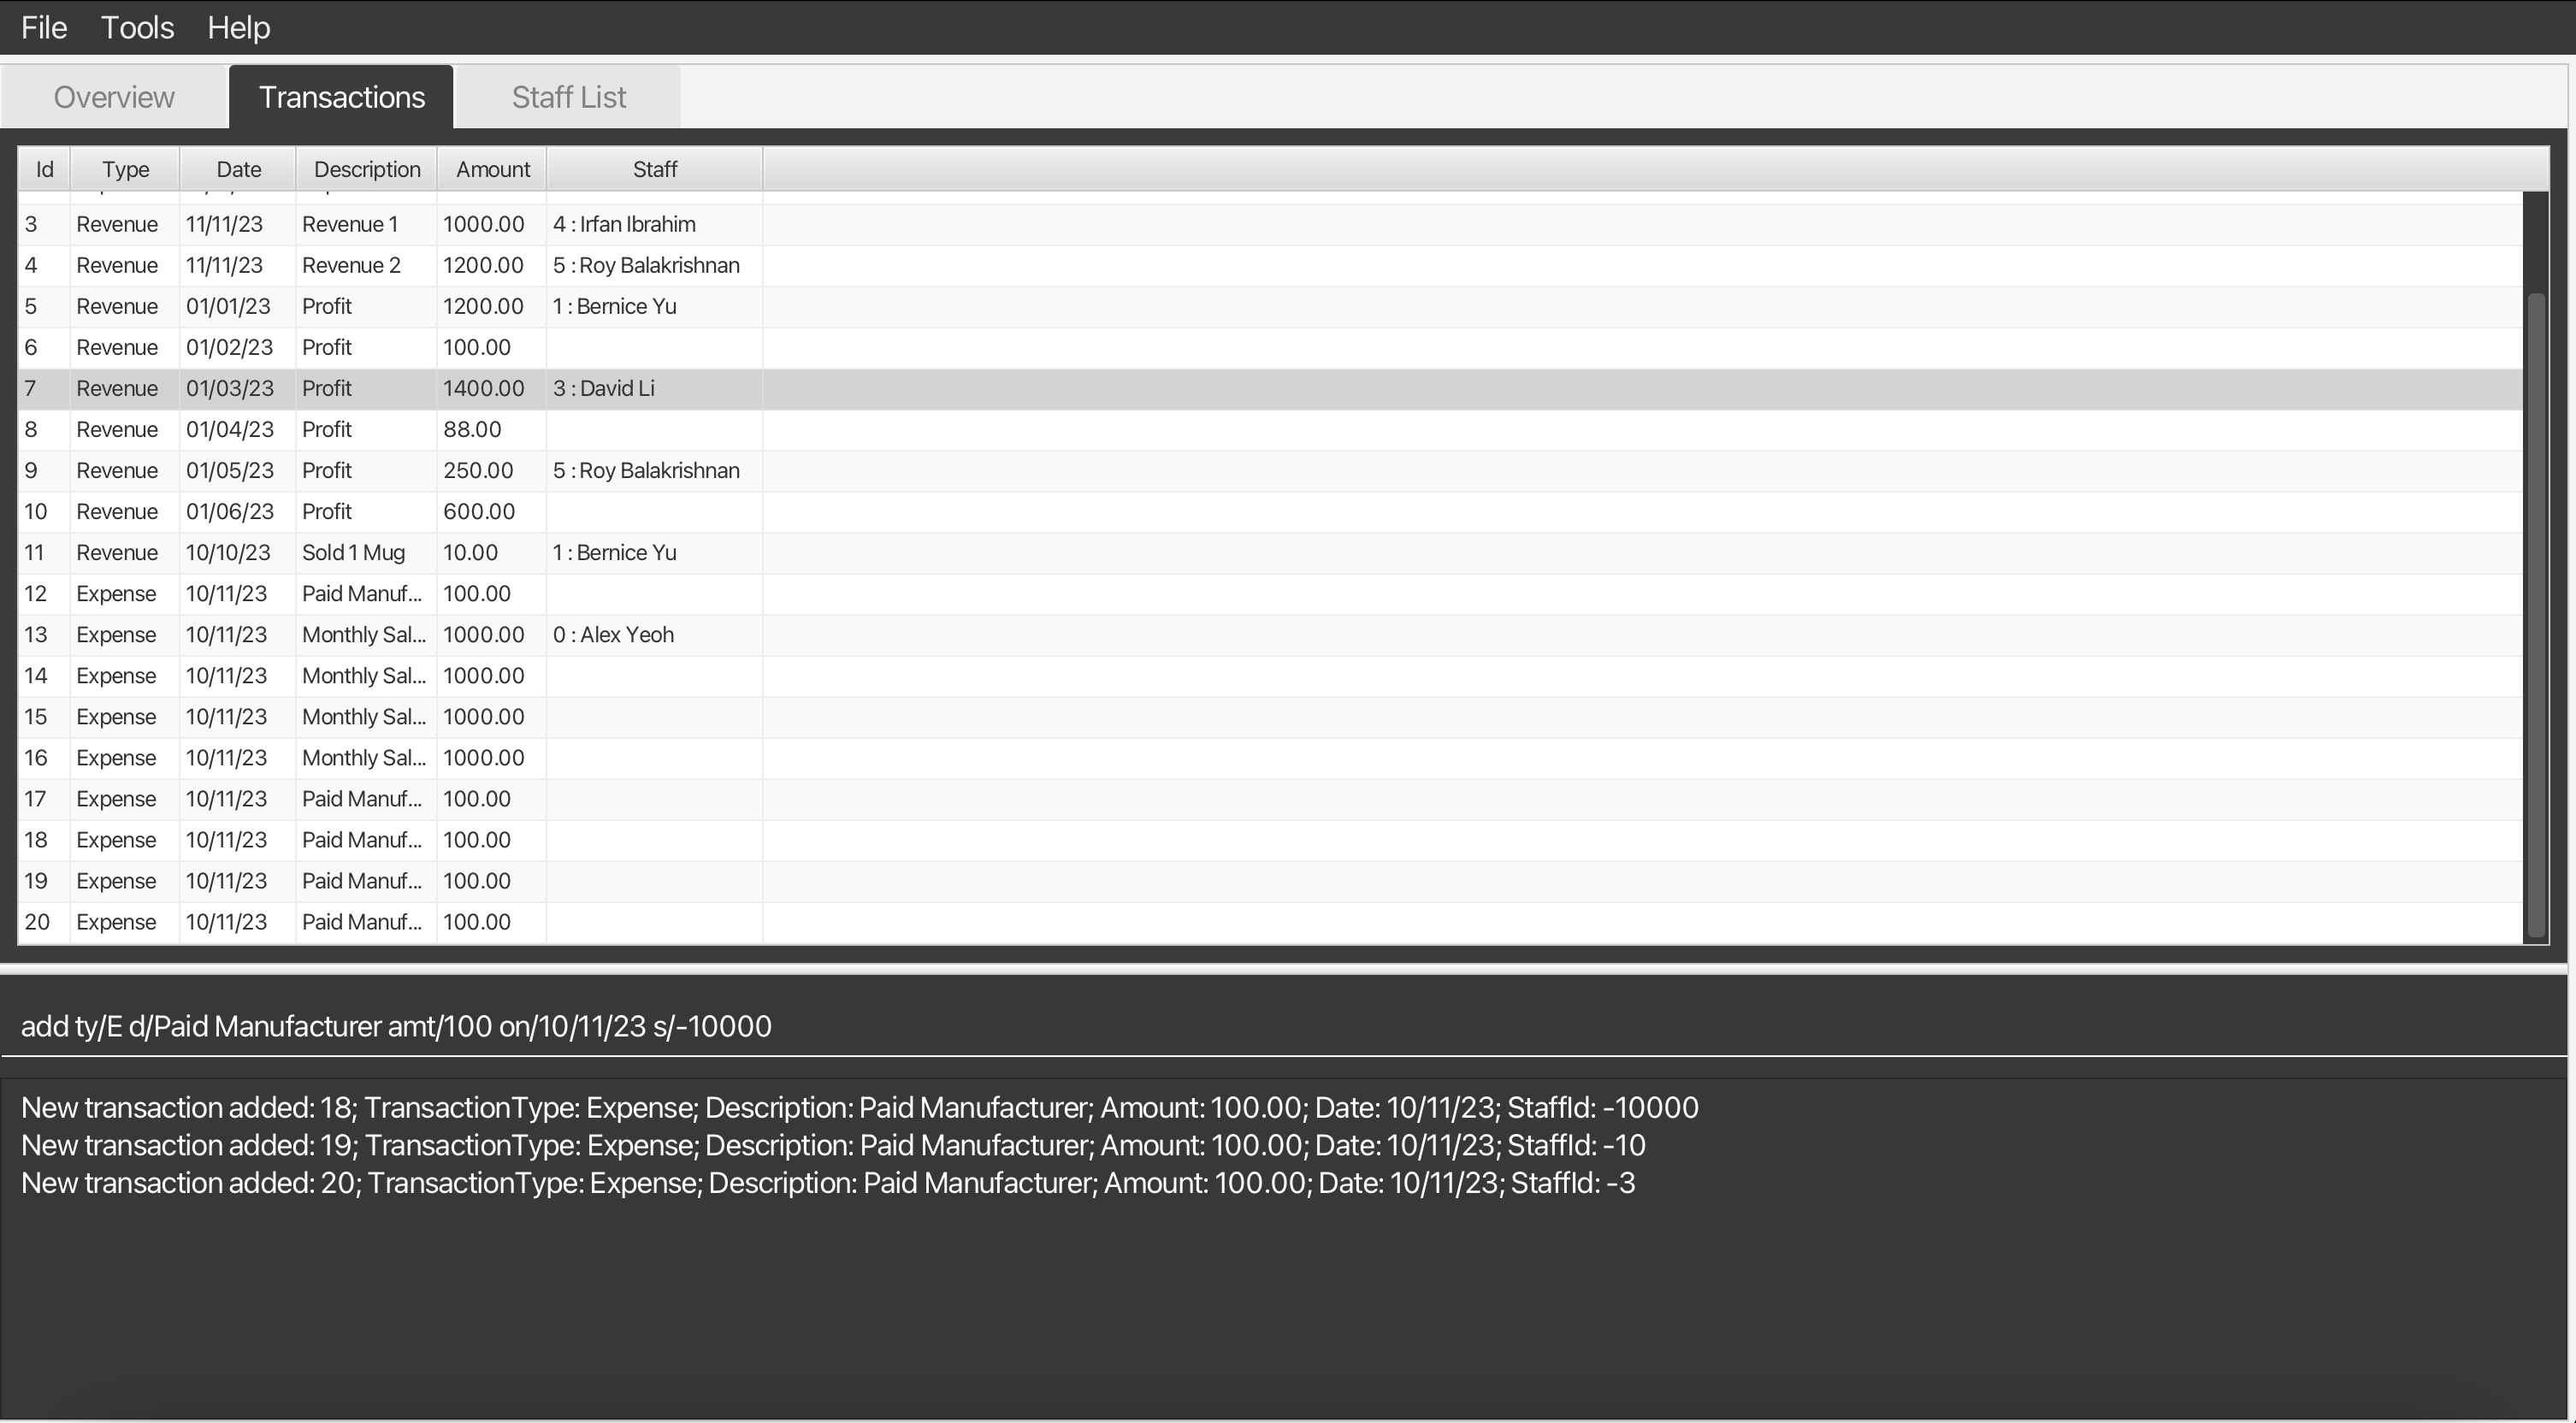 File Tools Help
Overview Transactions Staff List
Id Type Date Description Amount Staff
3 Revenue 11/11/23 Revenue 1 1000.00 4 : Irfan Ibrahim
4 Revenue 11/11/23 Revenue 2 1200.00 5 : Roy Balakrishnan
5 Revenue 01/01/23 Profit 1200.00 1 : Bernice Yu
6 Revenue 01/02/23 Profit 100.00
7 Revenue 01/03/23 Profit 1400.00 3 : David Li
8 Revenue 01/04/23 Profit 88.00
9 Revenue 01/05/23 Profit 250.00 5 : Roy Balakrishnan
10 Revenue 01/06/23 Profit 600.00
11 Revenue 10/10/23 Sold 1 Mug 10.00 1 : Bernice Yu
12 Expense 10/11/23 Paid Manuf... 100.00
13 Expense 10/11/23 Monthly Sal... 1000.00 0 : Alex Yeoh
14 Expense 10/11/23 Monthly Sal... 1000.00
15 Expense 10/11/23 Monthly Sal... 1000.00
16 Expense 10/11/23 Monthly Sal... 1000.00
17 Expense 10/11/23 Paid Manuf... 100.00
18 Expense 10/11/23 Paid Manuf... 100.00
19 Expense 10/11/23 Paid Manuf... 100.00
20 Expense 10/11/23 Paid Manuf... 100.00
add ty/E d/Paid Manufacturer amt/100 on/10/11/23 s/-10000
New transaction added: 18; TransactionType: Expense; Description: Paid Manufacturer; Amount: 100.00; Date: 10/11/23; StaffId: -10000
New transaction added: 19; TransactionType: Expense; Description: Paid Manufacturer; Amount: 100.00; Date: 10/11/23; StaffId: -10
New transaction added: 20; TransactionType: Expense; Description: Paid Manufacturer; Amount: 100.00; Date: 10/11/23; StaffId: -3